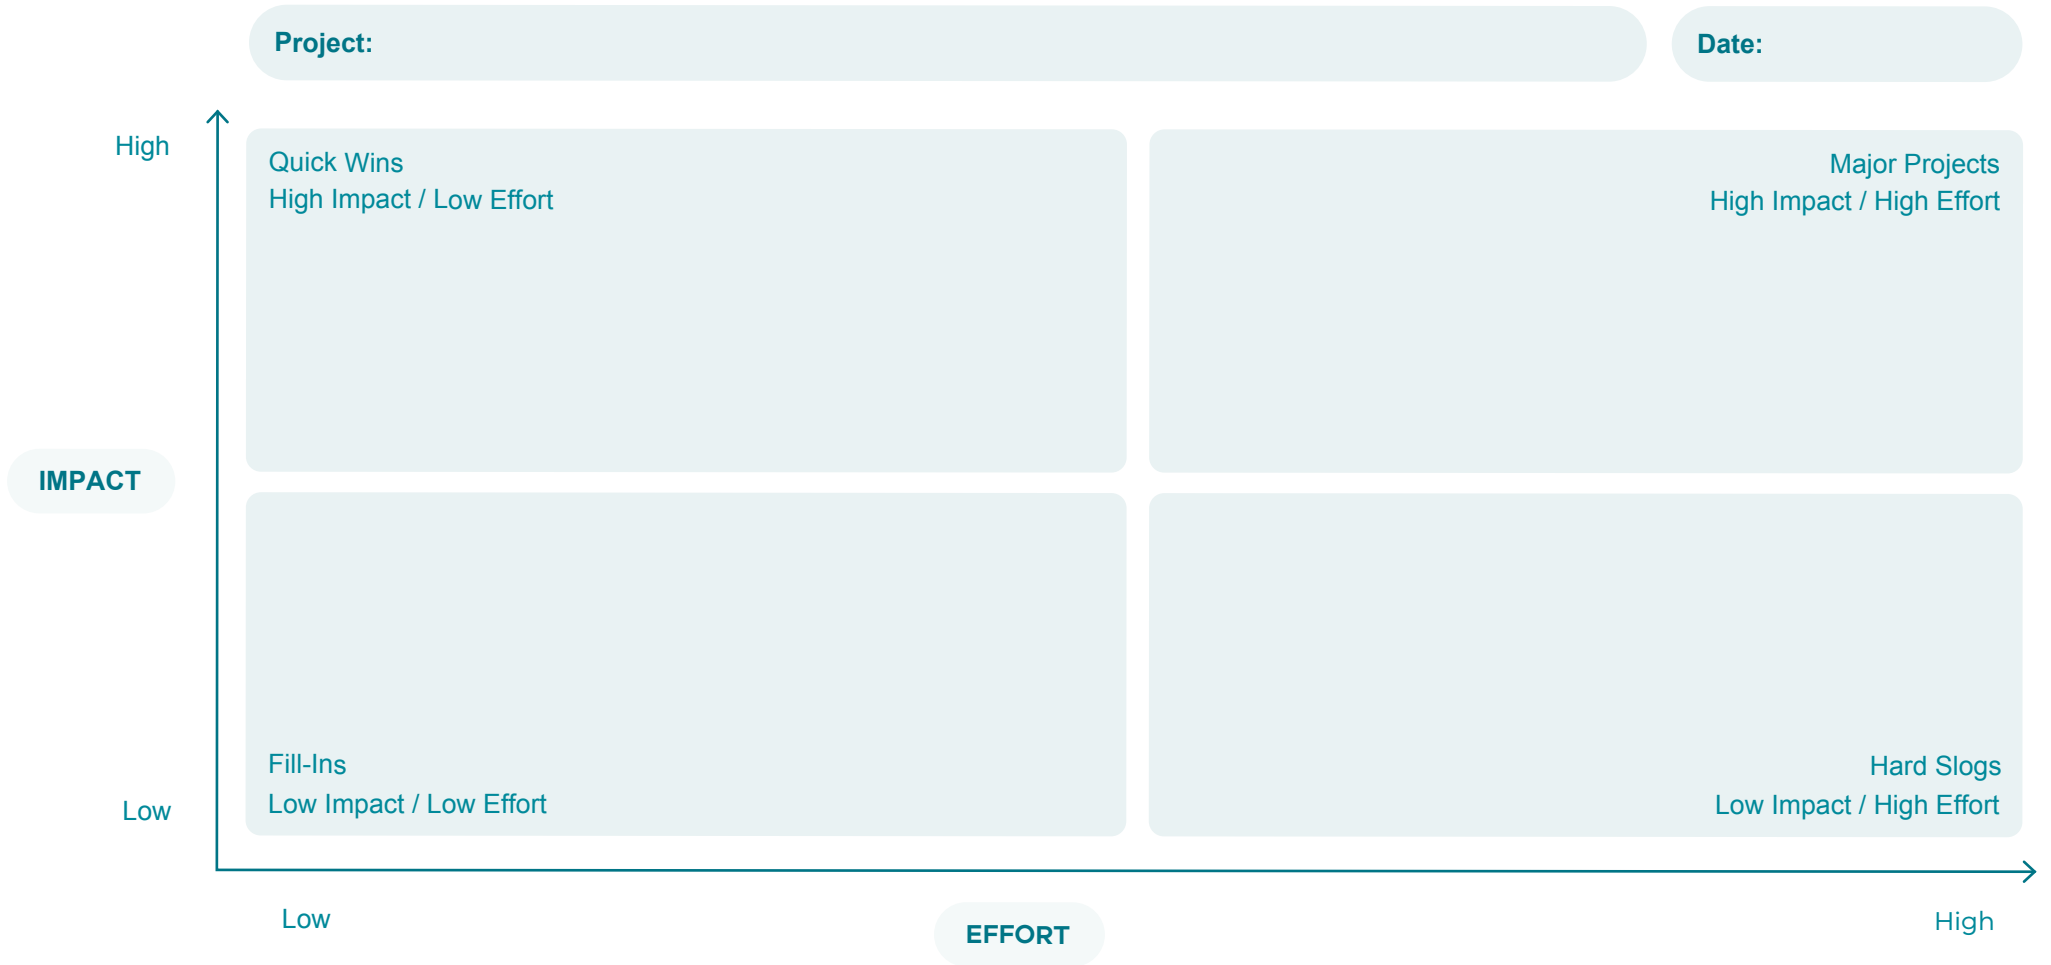 Project:
Date:
High
Quick Wins
High Impact / Low Effort
Major Projects
High Impact / High Effort
IMPACT
Fill-Ins
Low Impact / Low Effort
Hard Slogs
Low Impact / High Effort
Low
Low
EFFORT
High